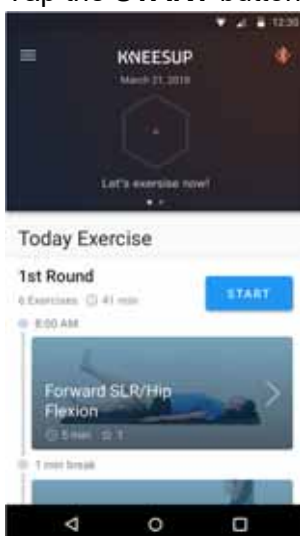 Tap the START button
12:30
KNEESUP
March 21, 2018
Let's exercise now!
Today Exercise
1st Round
START
6 Exercises 41 min
8:00 AM
Forward SLR/Hip
Flexion
5 min 1
1 min break